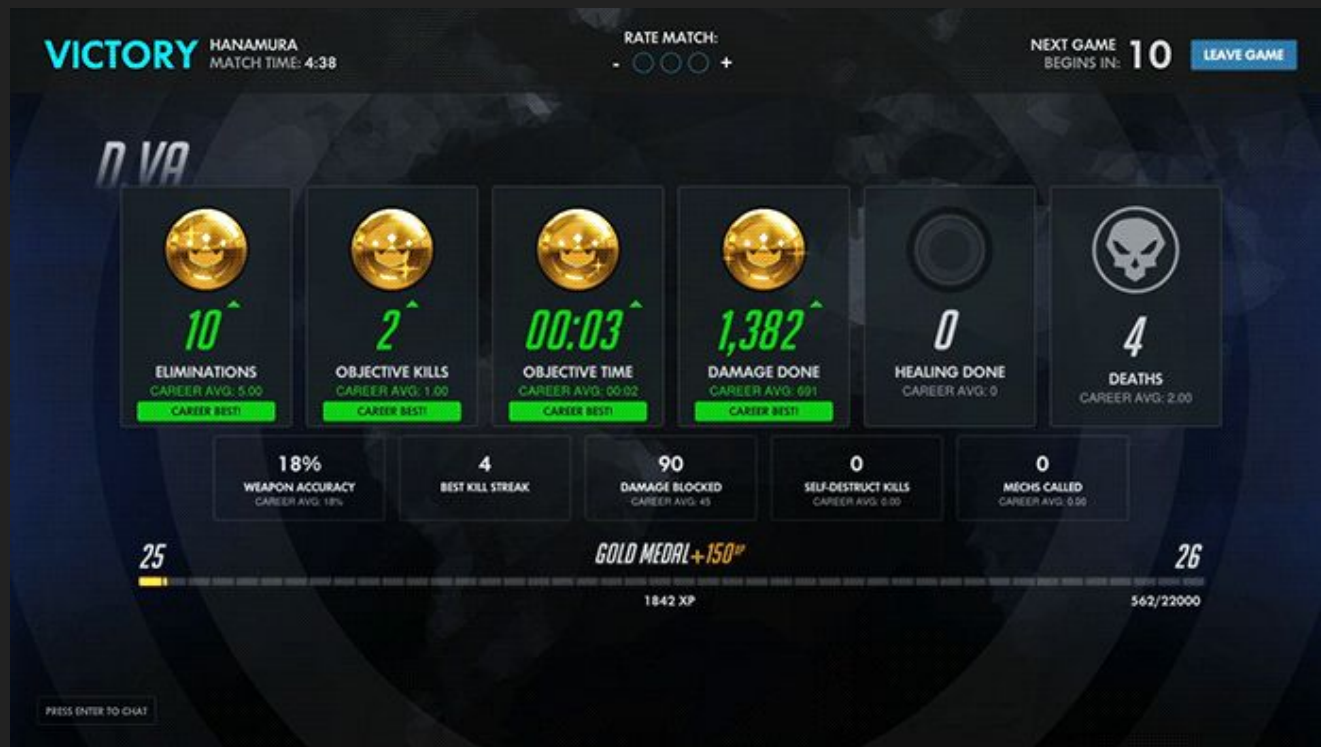 VICTORY
HANAMURA
MATCH TIME: 4:38
RATE MATCH:
- +
NEXT GAME
BEGINS IN: 10
LEAVE GAME
D.VA
10
ELIMINATIONS
CAREER AVG: 5.00
CAREER BEST!
2
OBJECTIVE KILLS
CAREER AVG: 1.00
CAREER BEST!
00:03
OBJECTIVE TIME
CAREER AVG: 00:02
CAREER BEST!
1,382
DAMAGE DONE
CAREER AVG: 691
CAREER BEST!
0
HEALING DONE
CAREER AVG: 0
4
DEATHS
CAREER AVG: 2.00
18%
WEAPON ACCURACY
CAREER AVG: 18%
4
BEST KILL STREAK
90
DAMAGE BLOCKED
CAREER AVG: 45
0
SELF-DESTRUCT KILLS
CAREER AVG: 0.00
0
MECHS CALLED
CAREER AVG: 0.00
25
GOLD MEDAL +150 XP
26
1842 XP
562/22000
PRESS ENTER TO CHAT